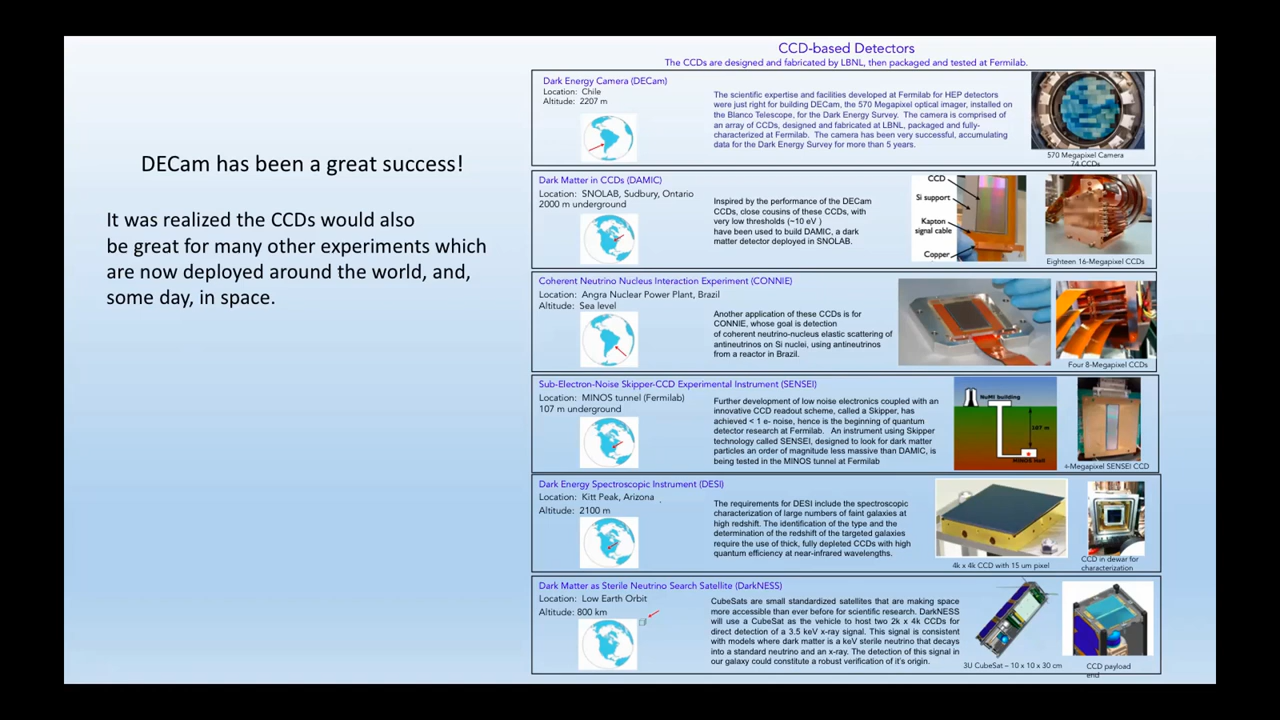 DECam has been a great success!
It was realized the CCDs would also
be great for many other experiments which
are now deployed around the world, and,
some day, in space.
CCD-based Detectors
The CCDs are designed and fabricated by LBNL, then packaged and tested at Fermilab.
Dark Energy Camera (DECam)
Location: Chile
Altitude: 2207 m
The scientific expertise and facilities developed at Fermilab for HEP detectors
were just right for building DECam, the 570 Megapixel optical imager, installed on
the Blanco Telescope, for the Dark Energy Survey. The camera is comprised of
an array of CCDs, designed and fabricated at LBNL, packaged and fully-
characterized at Fermilab. The camera has been very successful, accumulating
data for the Dark Energy Survey for more than 5 years.
570 Megapixel Camera
74 CCDs
Dark Matter in CCDs (DAMIC)
Location: SNOLAB, Sudbury, Ontario
2000 m underground
Inspired by the performance of the DECam
CCDs, close cousins of these CCDs, with
very low thresholds (~10 eV )
have been used to build DAMIC, a dark
matter detector deployed in SNOLAB.
CCD
Si support
Kapton
signal cable
Copper
Eighteen 16-Megapixel CCDs
Coherent Neutrino Nucleus Interaction Experiment (CONNIE)
Location: Angra Nuclear Power Plant, Brazil
Altitude: Sea level
Another application of these CCDs is for
CONNIE, whose goal is detection
of coherent neutrino-nucleus elastic scattering of
antineutrinos on Si nuclei, using antineutrinos
from a reactor in Brazil.
Four 8-Megapixel CCDs
Sub-Electron-Noise Skipper-CCD Experimental Instrument (SENSEI)
Location: MINOS tunnel (Fermilab)
107 m underground
Further development of low noise electronics coupled with an
innovative CCD readout scheme, called a Skipper, has
achieved < 1 e- noise, hence is the beginning of quantum
detector research at Fermilab. An instrument using Skipper
technology called SENSEI, designed to look for dark matter
particles an order of magnitude less massive than DAMIC, is
being tested in the MINOS tunnel at Fermilab
NuMI building
107 m
MINOS Hall
4-Megapixel SENSEI CCD
Dark Energy Spectroscopic Instrument (DESI)
Location: Kitt Peak, Arizona .
Altitude: 2100 m
The requirements for DESI include the spectroscopic
characterization of large numbers of faint galaxies at
high redshift. The identification of the type and the
determination of the redshift of the targeted galaxies
require the use of thick, fully depleted CCDs with high
quantum efficiency at near-infrared wavelengths.
4k x 4k CCD with 15 um pixel
CCD in dewar for
characterization
Dark Matter as Sterile Neutrino Search Satellite (DarkNESS)
Location: Low Earth Orbit
Altitude: 800 km
CubeSats are small standardized satellites that are making space
more accessible than ever before for scientific research. DarkNESS
will use a CubeSat as the vehicle to host two 2k x 4k CCDs for
direct detection of a 3.5 keV x-ray signal. This signal is consistent
with models where dark matter is a keV sterile neutrino that decays
into a standard neutrino and an x-ray. The detection of this signal in
our galaxy could constitute a robust verification of it's origin.
3U CubeSat – 10 x 10 x 30 cm
CCD payload
end